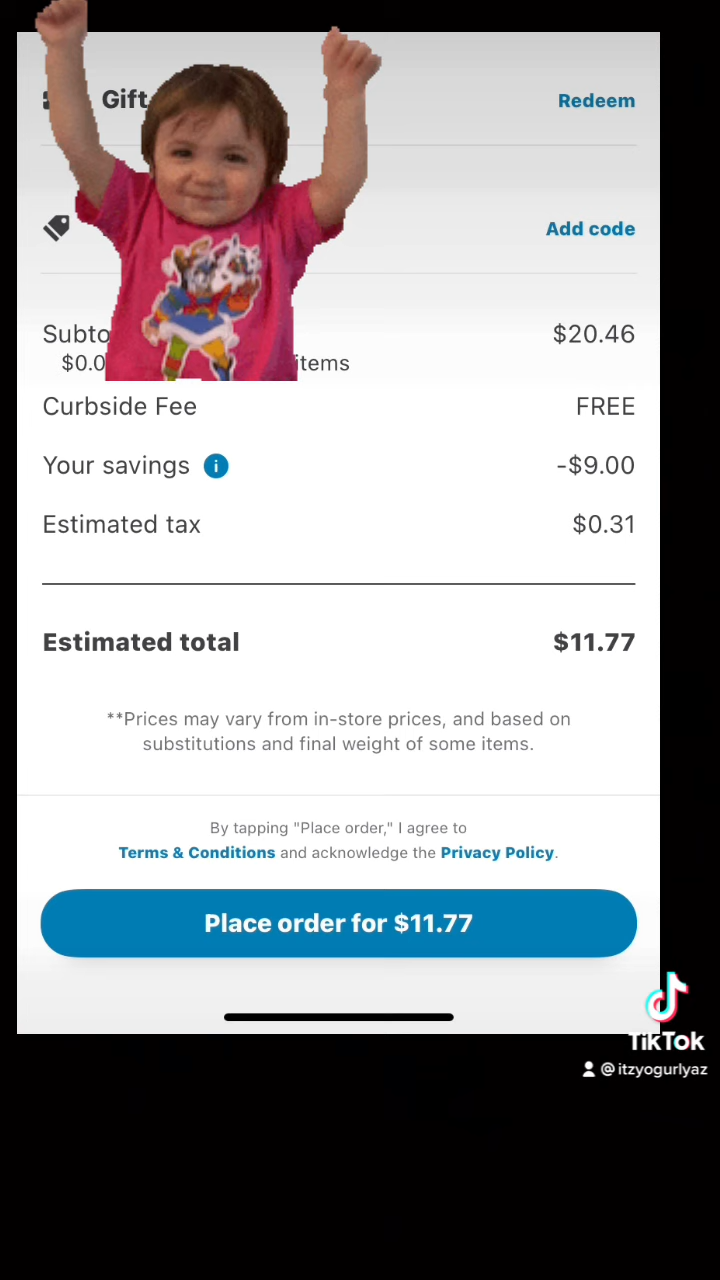 Gift
Redeem
Add code
Subto $20.46
$0.0 items
Curbside Fee FREE
Your savings i -$9.00
Estimated tax $0.31
Estimated total $11.77
**Prices may vary from in-store prices, and based on
substitutions and final weight of some items.
By tapping "Place order," I agree to
Terms & Conditions and acknowledge the Privacy Policy.
Place order for $11.77
TikTok
@itzyogurlyaz